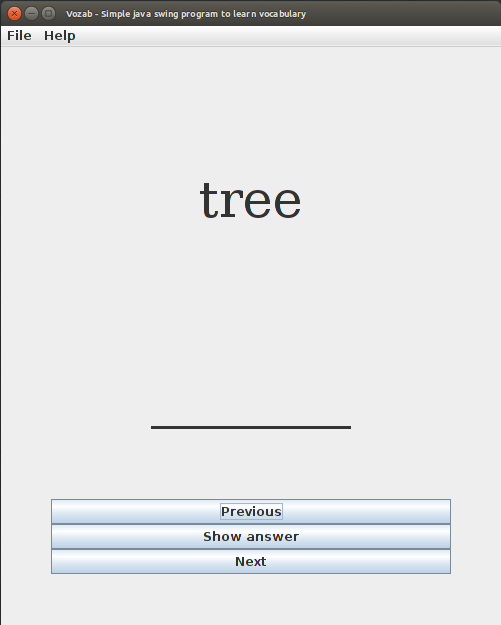 Vozab - Simple java swing program to learn vocabulary
File Help
tree
Previous
Show answer
Next